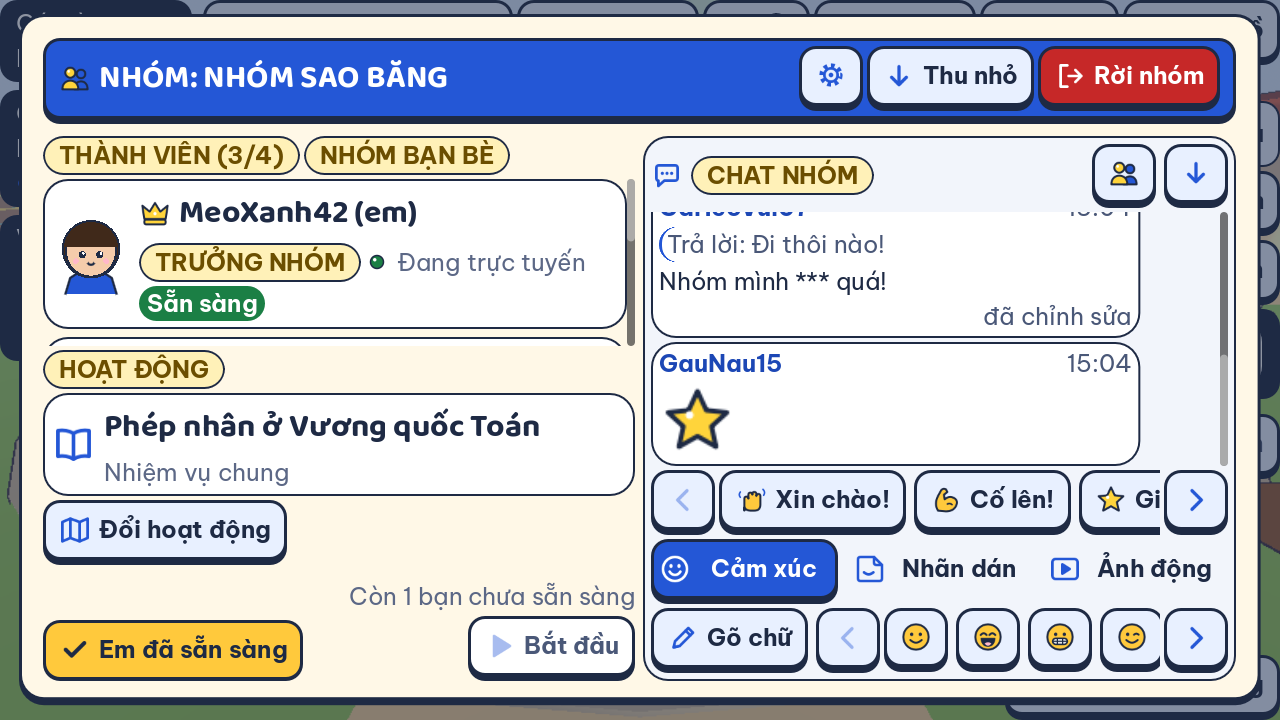 NHÓM: NHÓM SAO BĂNG
Thu nhỏ
Rời nhóm
THÀNH VIÊN (3/4)
NHÓM BẠN BÈ
MeoXanh42 (em)
TRƯỞNG NHÓM
Đang trực tuyến
Sẵn sàng
HOẠT ĐỘNG
Phép nhân ở Vương quốc Toán
Nhiệm vụ chung
Đổi hoạt động
Còn 1 bạn chưa sẵn sàng
Em đã sẵn sàng
Bắt đầu
CHAT NHÓM
Trả lời: Đi thôi nào!
Nhóm mình *** quá!
đã chỉnh sửa
GauNau15
15:04
Xin chào!
Cố lên!
Gi
Cảm xúc
Nhãn dán
Ảnh động
Gõ chữ